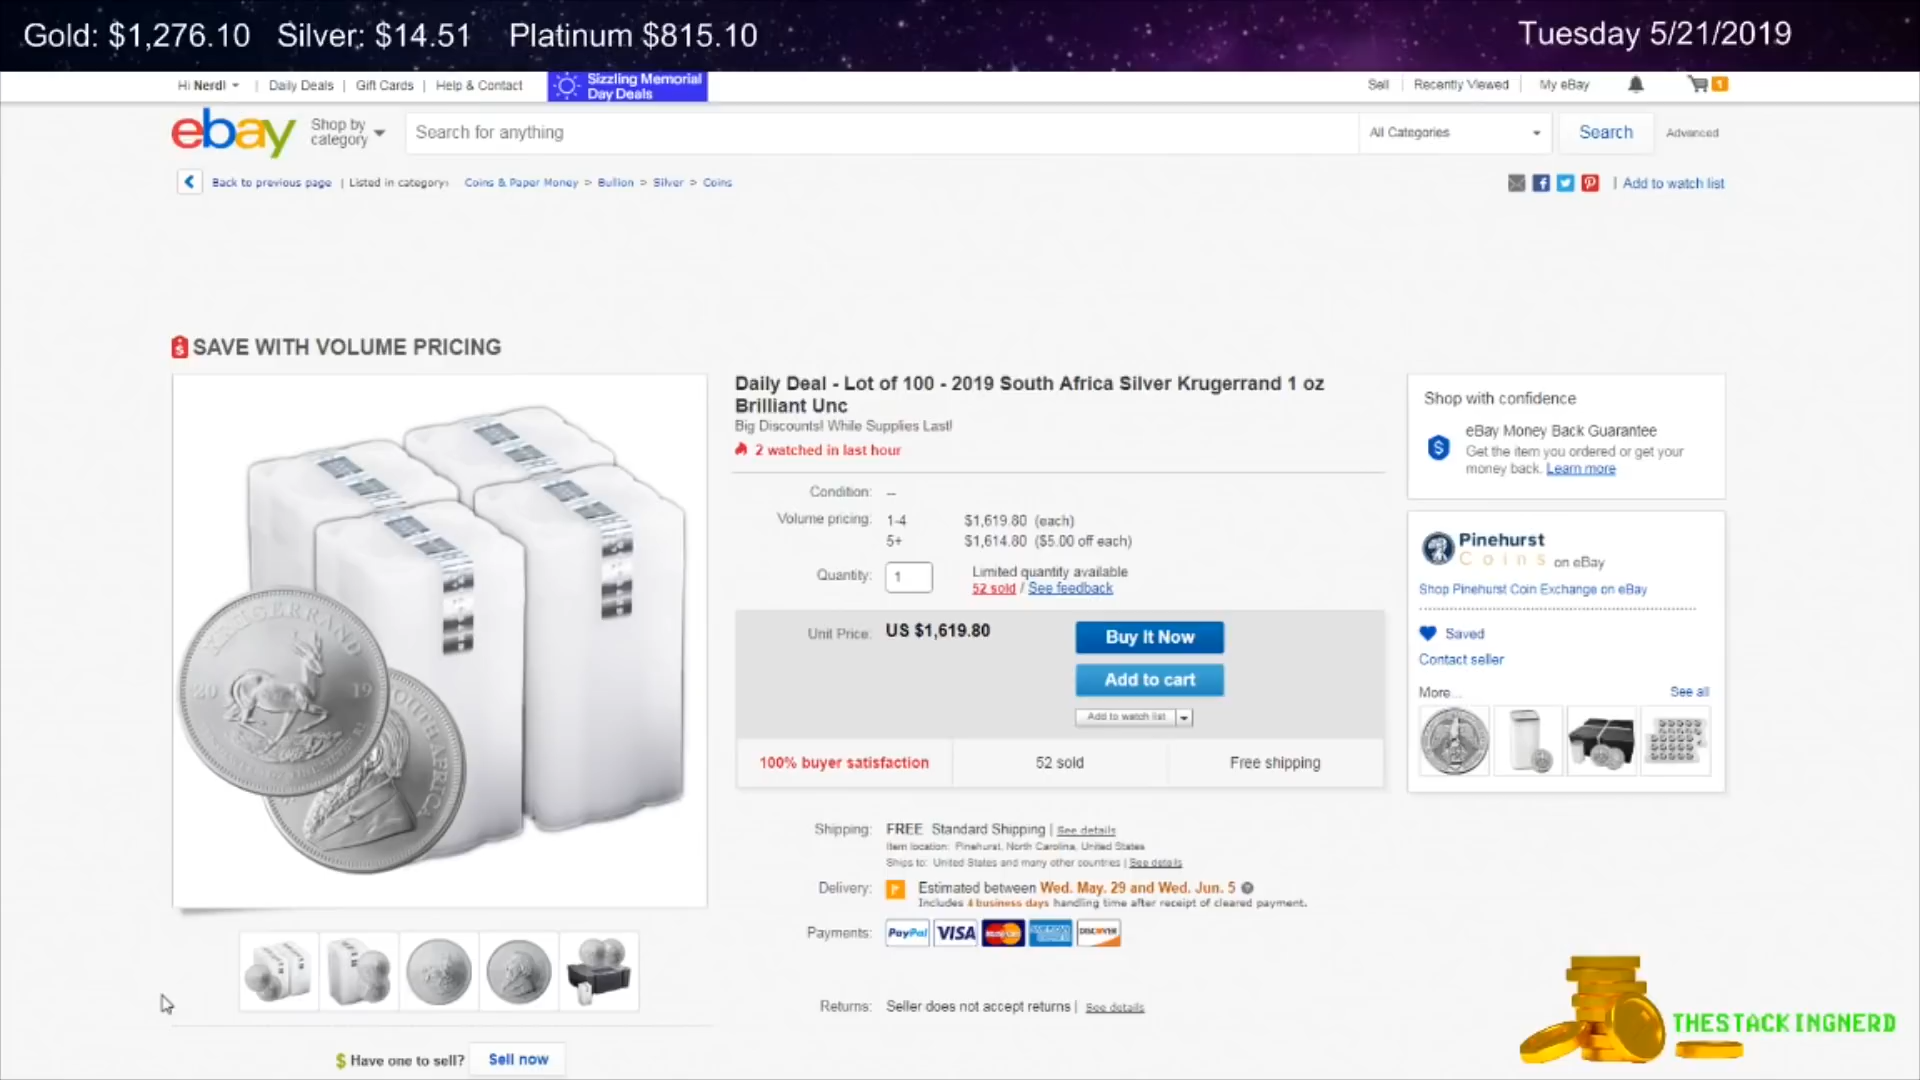 Gold: $1,276.10 Silver: $14.51 Platinum $815.10
Tuesday 5/21/2019
Hi Nerd! | Daily Deals | Gift Cards | Help & Contact
Sizzling Memorial
Day Deals
Sell | Recently Viewed | My eBay 1
ebay
Shop by
category
Search for anything
All Categories
Search
Advanced
Back to previous page | Listed in category: Coins & Paper Money > Bullion > Silver > Coins
| Add to watch list
SAVE WITH VOLUME PRICING
KRUGERRAND
20 19
SOUTH AFRICA
Daily Deal - Lot of 100 - 2019 South Africa Silver Krugerrand 1 oz
Brilliant Unc
Big Discounts! While Supplies Last!
2 watched in last hour
Condition: --
Volume pricing: 1-4 $1,619.80 (each)
5+ $1,614.80 ($5.00 off each)
Quantity: 1
Limited quantity available
52 sold / See feedback
Unit Price: US $1,619.80
Buy It Now
Add to cart
Add to watch list
100% buyer satisfaction
52 sold
Free shipping
Shipping: FREE Standard Shipping | See details
Item location: Pinehurst, North Carolina, United States
Ships to: United States and many other countries | See details
Delivery: Estimated between Wed. May. 29 and Wed. Jun. 5
Includes 4 business days handling time after receipt of cleared payment.
Payments: PayPal VISA MasterCard DISCOVER
Returns: Seller does not accept returns | See details
Shop with confidence
eBay Money Back Guarantee
Get the item you ordered or get your
money back. Learn more
Pinehurst
Coins on eBay
Shop Pinehurst Coin Exchange on eBay
Saved
Contact seller
More...
See all
$ Have one to sell? Sell now
THESTACKINGNERD